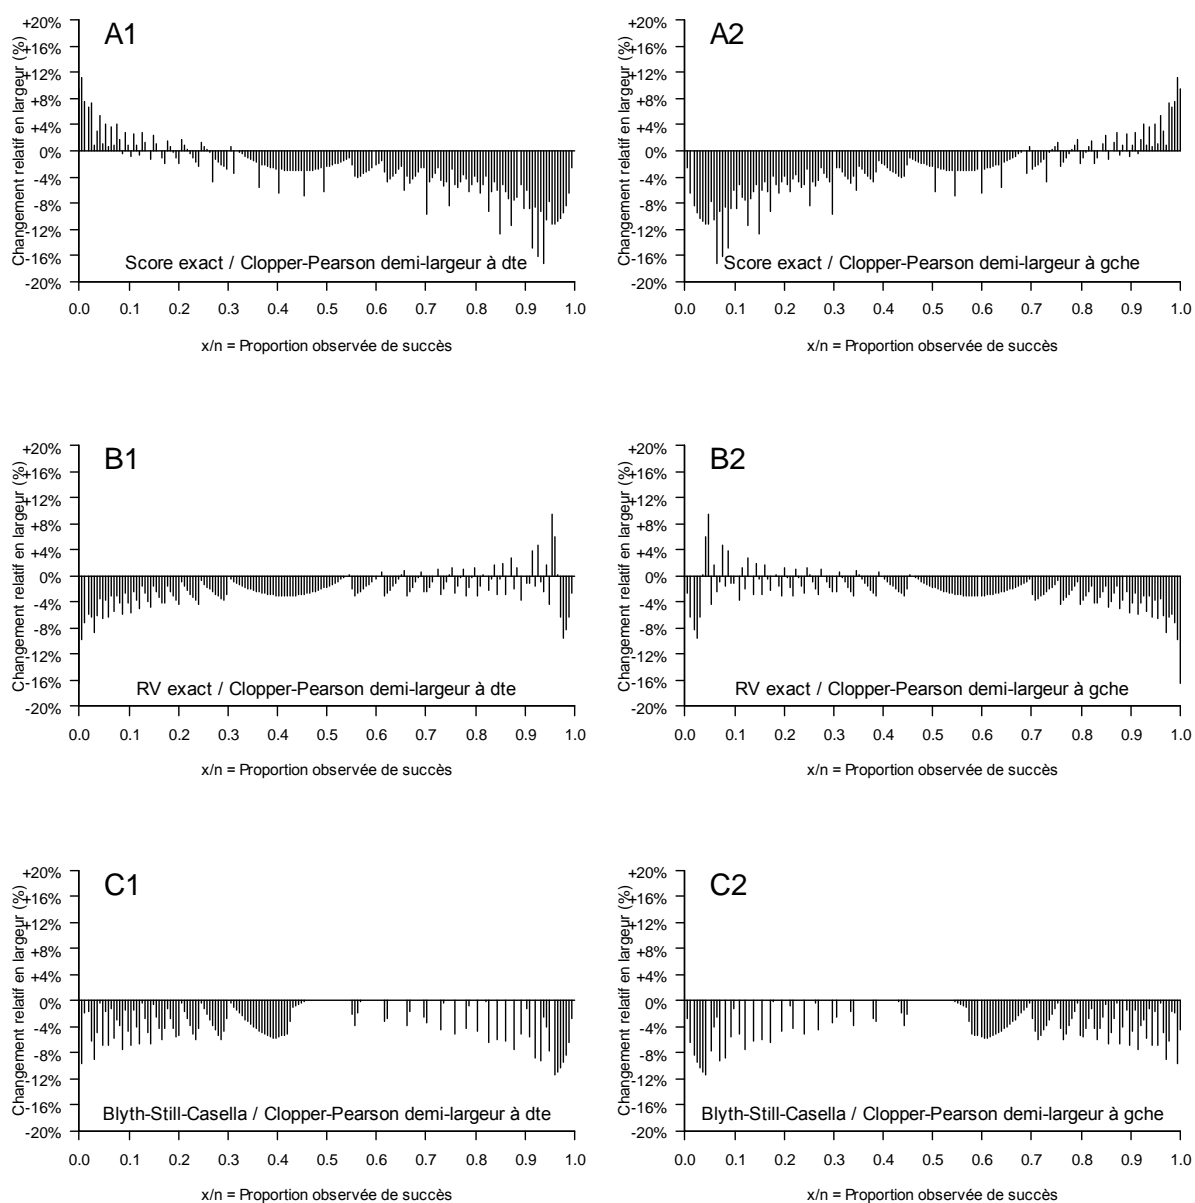 A1
Changement relatif en largeur (%)
+20%
+16%
+12%
+8%
+4%
0%
-4%
-8%
-12%
-16%
-20%
Score exact / Clopper-Pearson demi-largeur à dte
0.0 0.1 0.2 0.3 0.4 0.5 0.6 0.7 0.8 0.9 1.0
x/n = Proportion observée de succès
A2
Changement relatif en largeur (%)
+20%
+16%
+12%
+8%
+4%
0%
-4%
-8%
-12%
-16%
-20%
Score exact / Clopper-Pearson demi-largeur à gche
0.0 0.1 0.2 0.3 0.4 0.5 0.6 0.7 0.8 0.9 1.0
x/n = Proportion observée de succès
B1
Changement relatif en largeur (%)
+20%
+16%
+12%
+8%
+4%
0%
-4%
-8%
-12%
-16%
-20%
RV exact / Clopper-Pearson demi-largeur à dte
0.0 0.1 0.2 0.3 0.4 0.5 0.6 0.7 0.8 0.9 1.0
x/n = Proportion observée de succès
B2
Changement relatif en largeur (%)
+20%
+16%
+12%
+8%
+4%
0%
-4%
-8%
-12%
-16%
-20%
RV exact / Clopper-Pearson demi-largeur à gche
0.0 0.1 0.2 0.3 0.4 0.5 0.6 0.7 0.8 0.9 1.0
x/n = Proportion observée de succès
C1
Changement relatif en largeur (%)
+20%
+16%
+12%
+8%
+4%
0%
-4%
-8%
-12%
-16%
-20%
Blyth-Still-Casella / Clopper-Pearson demi-largeur à dte
0.0 0.1 0.2 0.3 0.4 0.5 0.6 0.7 0.8 0.9 1.0
x/n = Proportion observée de succès
C2
Changement relatif en largeur (%)
+20%
+16%
+12%
+8%
+4%
0%
-4%
-8%
-12%
-16%
-20%
Blyth-Still-Casella / Clopper-Pearson demi-largeur à gche
0.0 0.1 0.2 0.3 0.4 0.5 0.6 0.7 0.8 0.9 1.0
x/n = Proportion observée de succès